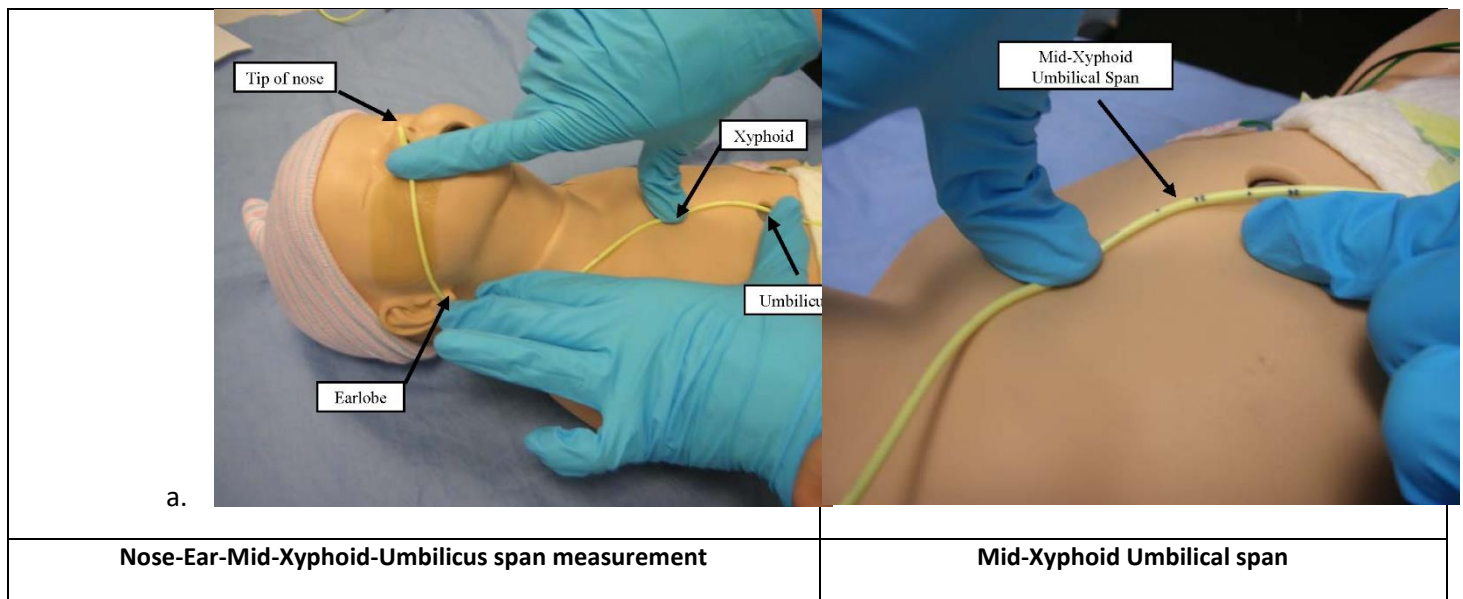 Tip of nose
Xyphoid
Umbilicu
Earlobe
a.
Mid-Xyphoid
Umbilical Span
15
Nose-Ear-Mid-Xyphoid-Umbilicus span measurement
Mid-Xyphoid Umbilical span